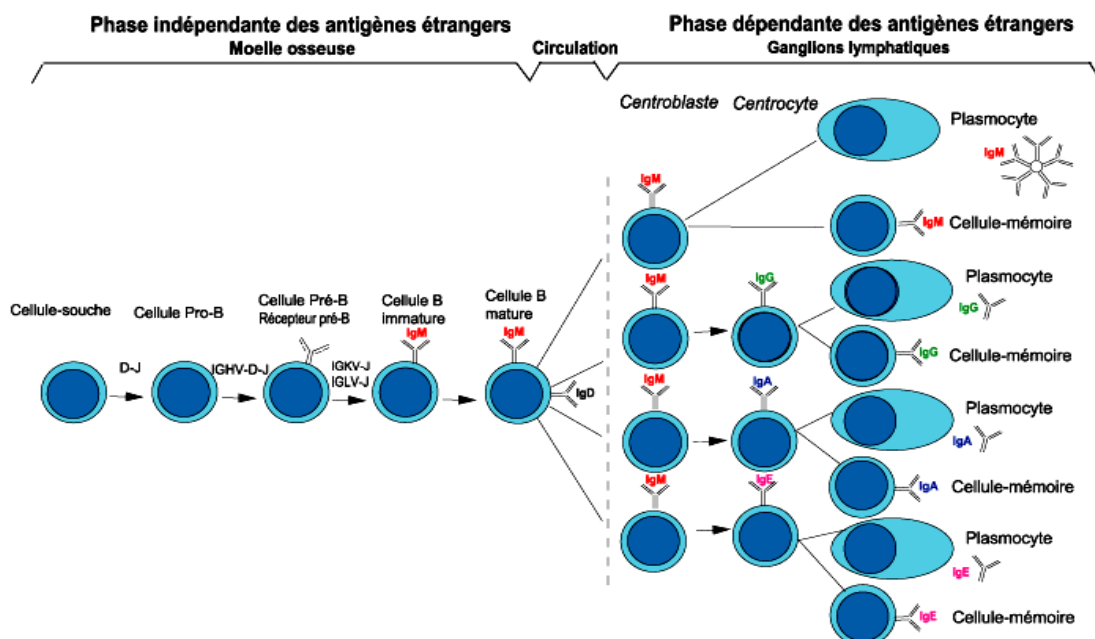 Phase indépendante des antigènes étrangers
Moelle osseuse
Circulation
Phase dépendante des antigènes étrangers
Ganglions lymphatiques
Centroblaste
Centrocyte
Plasmocyte
IgM
IgM
IgM
Cellule-mémoire
Cellule-souche
Cellule Pro-B
Cellule Pré-B
Récepteur pré-B
Cellule B
immature
IgM
Cellule B
mature
IgM
IgD
D-J
IGHV-D-J
IGKV-J
IGLV-J
IgM
IgG
Plasmocyte
IgG
IgG
Cellule-mémoire
IgM
IgA
Plasmocyte
IgA
IgA
Cellule-mémoire
IgM
IgE
Plasmocyte
IgE
IgE
Cellule-mémoire